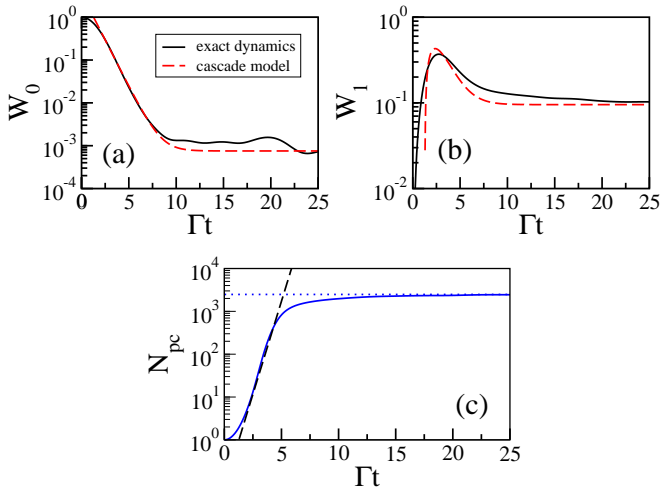 10^0
10^-1
10^-2
10^-3
10^-4
W_0
exact dynamics
cascade model
(a)
0 5 10 15 20 25
Γt
10^0
10^-1
10^-2
W_1
(b)
0 5 10 15 20 25
Γt
10^4
10^3
10^2
10^1
10^0
N_pc
(c)
0 5 10 15 20 25
Γt